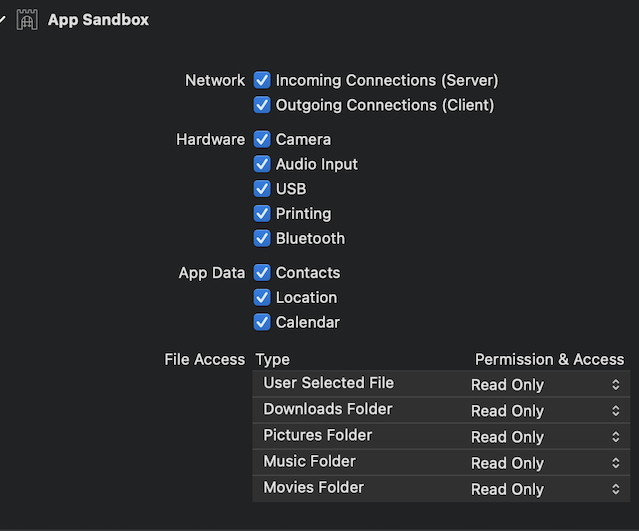 App Sandbox
Network Incoming Connections (Server)
Outgoing Connections (Client)
Hardware Camera
Audio Input
USB
Printing
Bluetooth
App Data Contacts
Location
Calendar
File Access Type Permission & Access
User Selected File Read Only
Downloads Folder Read Only
Pictures Folder Read Only
Music Folder Read Only
Movies Folder Read Only